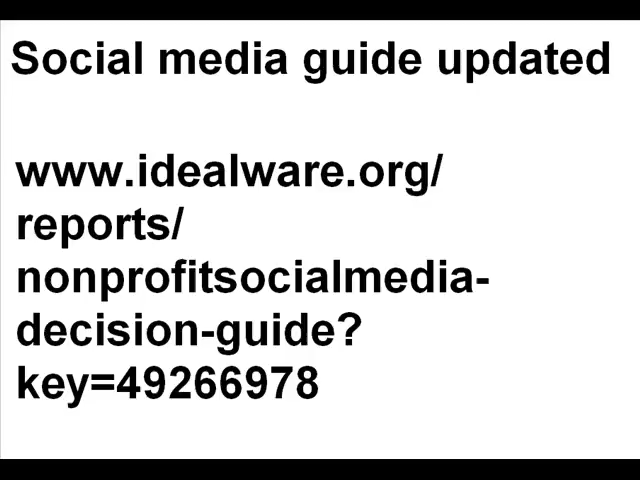 Social media guide updated
www.idealware.org/
reports/
nonprofitsocialmedia-
decision-guide?
key=49266978